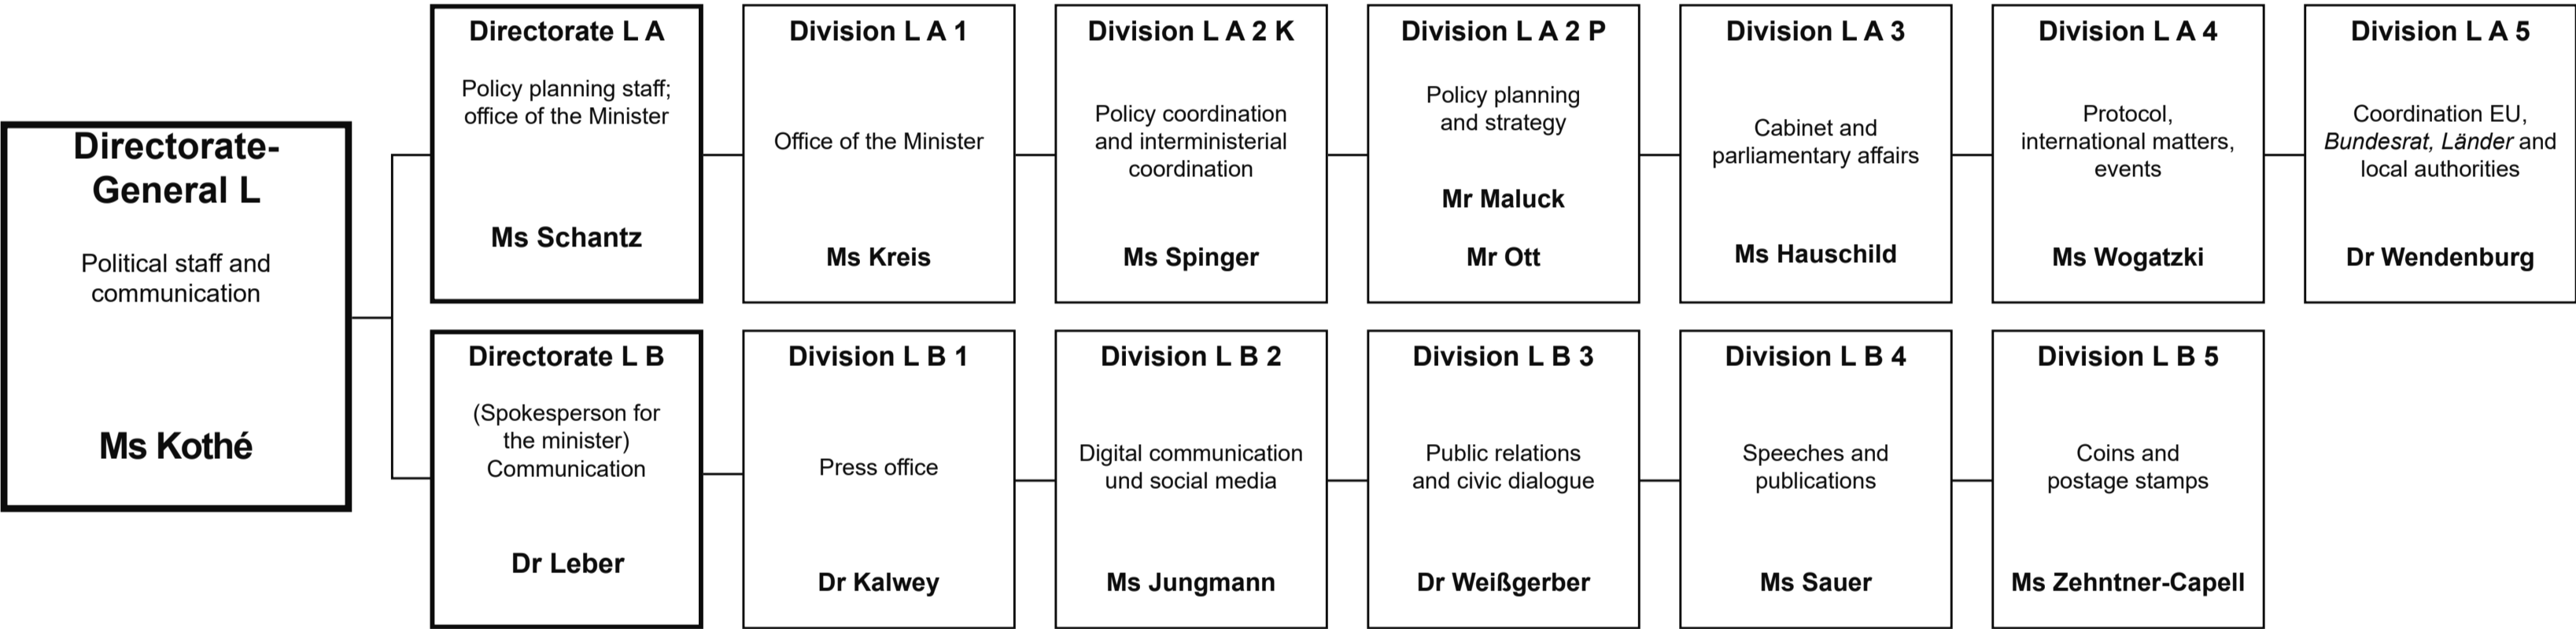 Directorate-
General L
Political staff and
communication
Ms Kothé
Directorate L A
Policy planning staff;
office of the Minister
Ms Schantz
Division L A 1
Office of the Minister
Ms Kreis
Division L A 2 K
Policy coordination
and interministerial
coordination
Ms Spinger
Division L A 2 P
Policy planning
and strategy
Mr Maluck
Mr Ott
Division L A 3
Cabinet and
parliamentary affairs
Ms Hauschild
Division L A 4
Protocol,
international matters,
events
Ms Wogatzki
Division L A 5
Coordination EU,
Bundesrat, Länder and
local authorities
Dr Wendenburg
Directorate L B
(Spokesperson for
the minister)
Communication
Dr Leber
Division L B 1
Press office
Dr Kalwey
Division L B 2
Digital communication
und social media
Ms Jungmann
Division L B 3
Public relations
and civic dialogue
Dr Weißgerber
Division L B 4
Speeches and
publications
Ms Sauer
Division L B 5
Coins and
postage stamps
Ms Zehntner-Capell